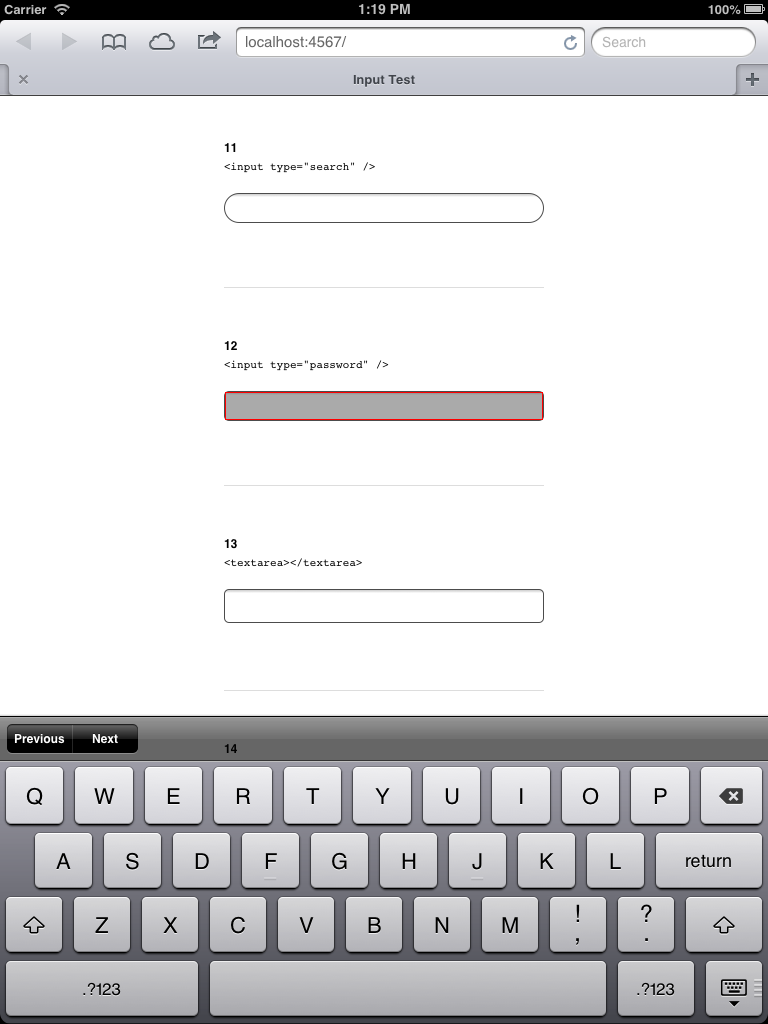 Carrier 1:19 PM 100%
localhost:4567/ Search
Input Test
11
<input type="search" />
12
<input type="password" />
13
<textarea></textarea>
Previous Next
14
Q W E R T Y U I O P
A S D F G H J K L return
Z X C V B N M ! , ? .
.?123 .?123